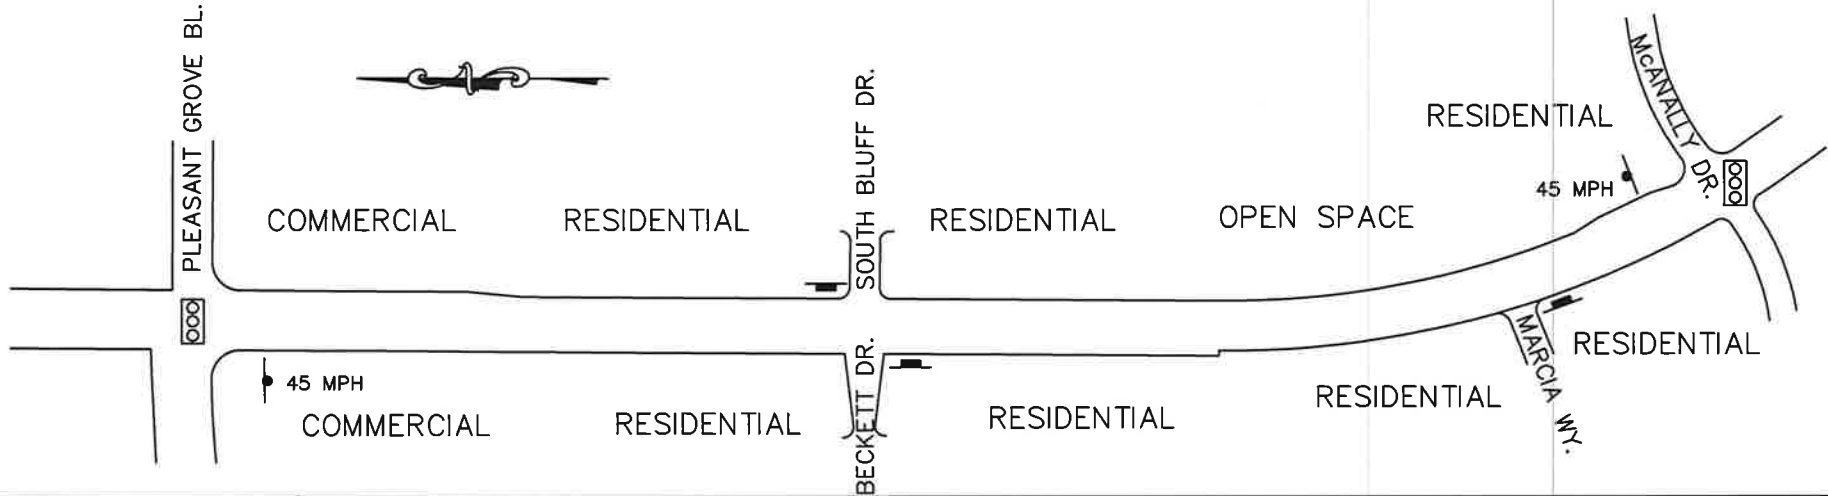 PLEASANT GROVE BL.
SOUTH BLUFF DR.
McANALLY DR.
RESIDENTIAL
45 MPH
COMMERCIAL
RESIDENTIAL
RESIDENTIAL
OPEN SPACE
N
45 MPH
COMMERCIAL
RESIDENTIAL
BECKETT DR.
RESIDENTIAL
RESIDENTIAL
MARCIA WY.
RESIDENTIAL